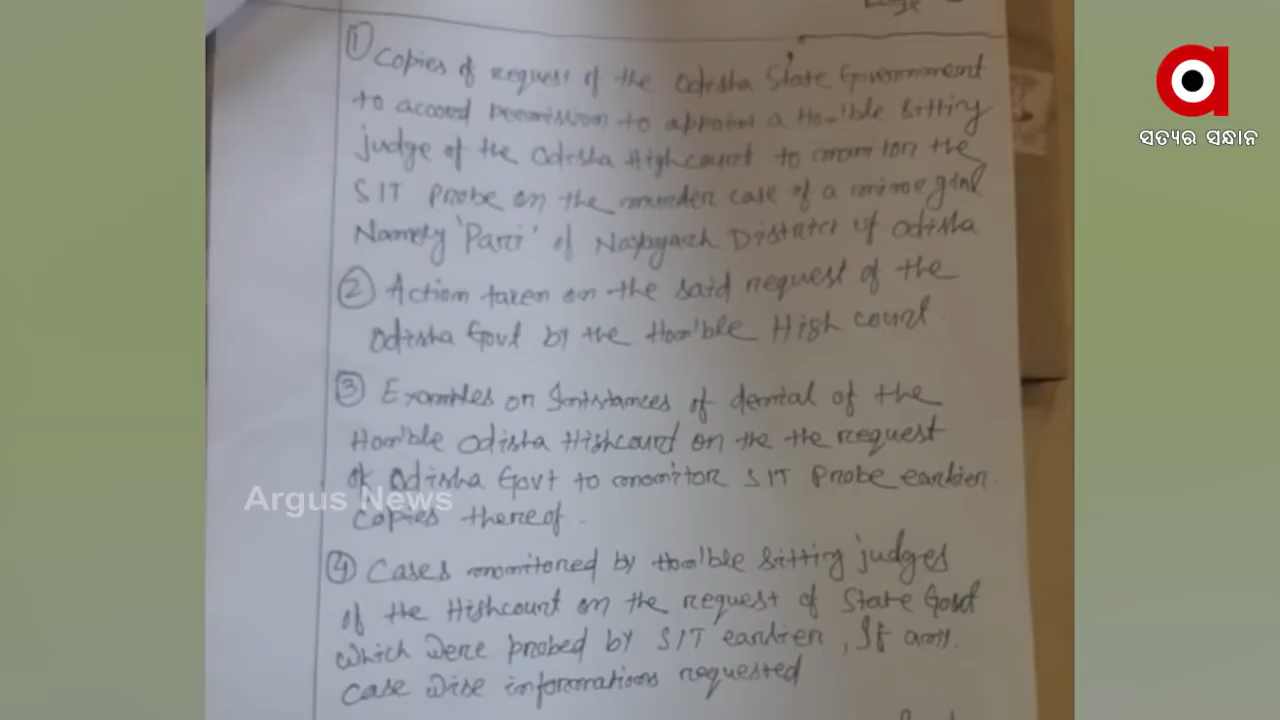 ① Copies of request of the Odisha State Government
to accord permission to appoint a Hon'ble sitting
judge of the Odisha Highcourt to monitor the
SIT Probe on the murder case of a minor girl
Namely 'Pari' of Nayagarh District of Odisha
② Action taken on the said request of the
Odisha Govt by the Hon'ble High court
③ Examples or Instances of denial of the
Hon'ble Odisha Highcourt on the the request
of Odisha Govt to monitor SIT Probe earlier.
copies thereof.
④ Cases monitored by Hon'ble sitting judges
of the Highcourt on the request of State Govt
which were probed by SIT earlier, If any.
case wise informations requested
Argus News
ସତ୍ୟର ସନ୍ଧାନ